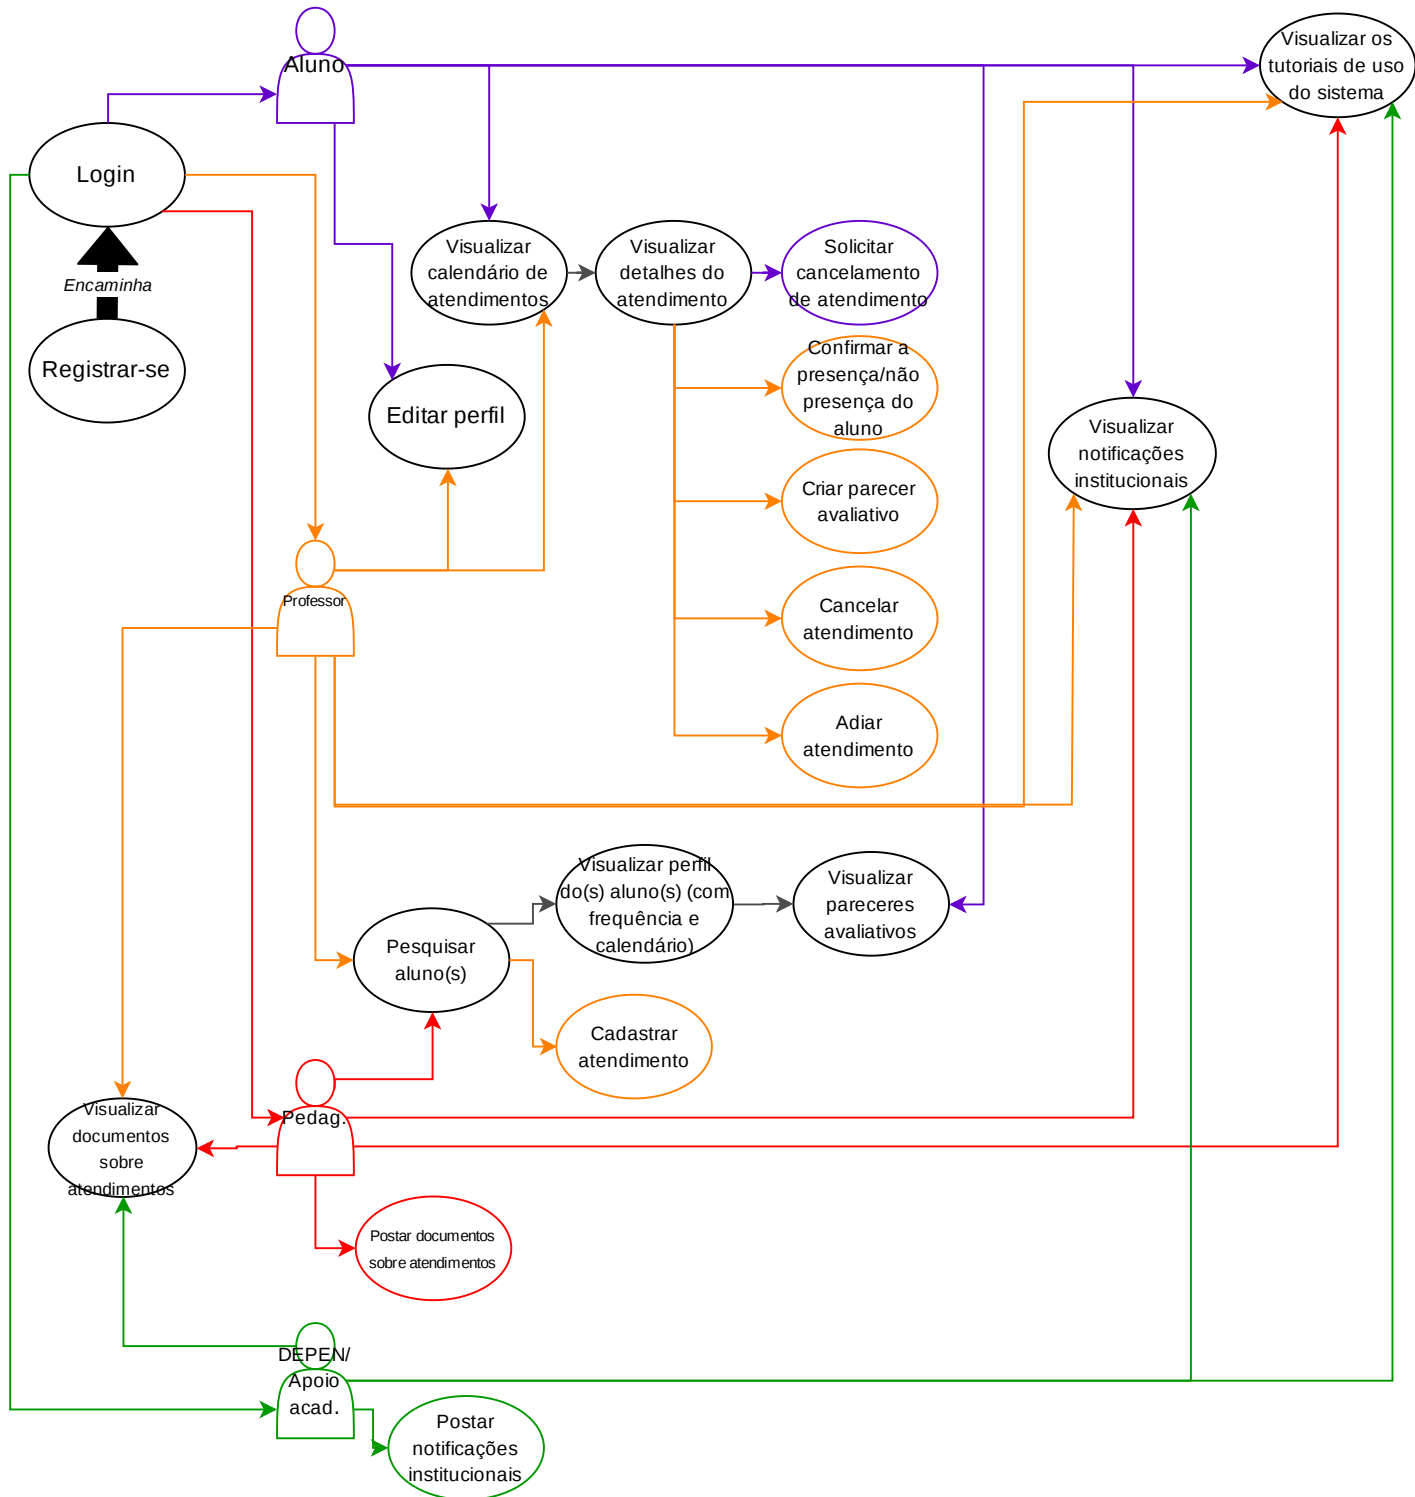 Aluno
Visualizar os
tutoriais de uso
do sistema
Login
Encaminha
Registrar-se
Visualizar
calendário de
atendimentos
Visualizar
detalhes do
atendimento
Solicitar
cancelamento
de atendimento
Confirmar a
presença/não
presença do
aluno
Editar perfil
Visualizar
notificações
institucionais
Criar parecer
avaliativo
Professor
Cancelar
atendimento
Adiar
atendimento
Visualizar perfil
do(s) aluno(s) (com
frequência e
calendário)
Visualizar
pareceres
avaliativos
Pesquisar
aluno(s)
Cadastrar
atendimento
Pedag.
Visualizar
documentos
sobre
atendimentos
Postar documentos
sobre atendimentos
DEPEN/
Apoio
acad.
Postar
notificações
institucionais